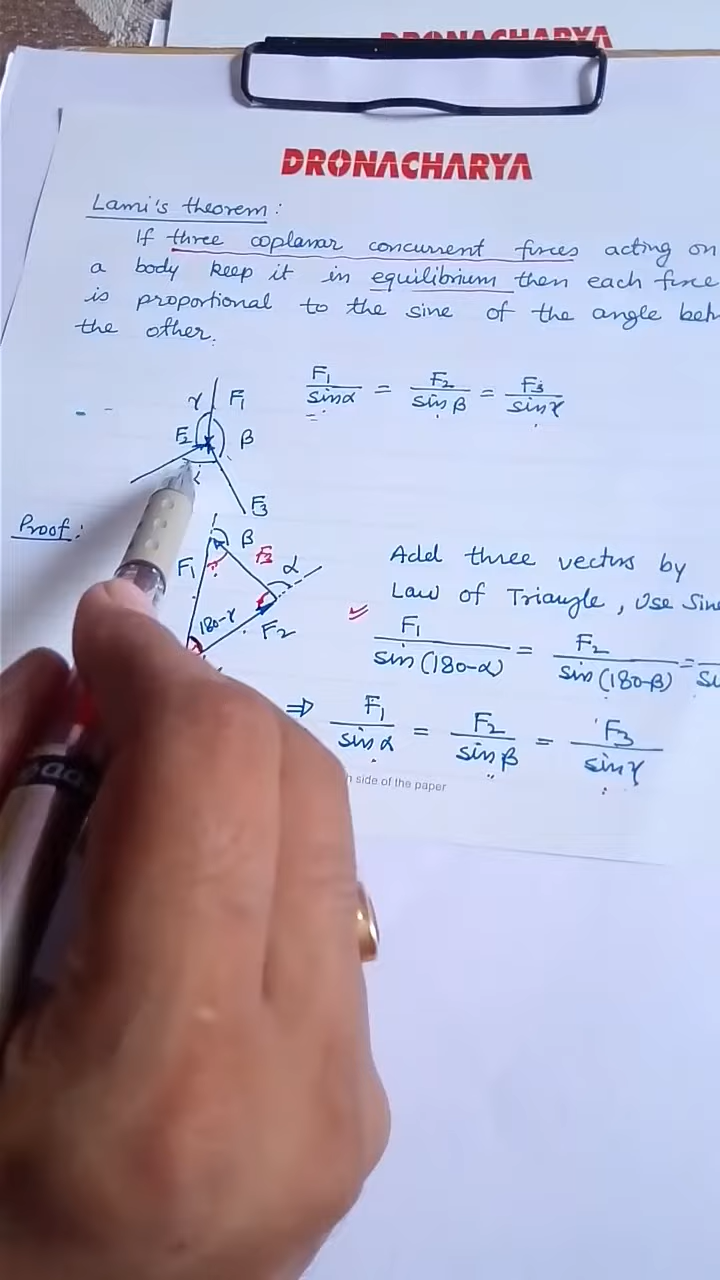 DRONACHARYA
DRONACHARYA
Lami's theorem:
If three coplanar concurrent forces acting on
a body keep it in equilibrium then each force
is proportional to the sine of the angle
the other.
F1/sinα = F2/sinβ = F3/sinγ
γ F1
F2 β
F3
Proof:
β
F1 F3 α
180-γ F2
Add three vectors by
Law of Triangle, Use
F1/sin(180-α) = F2/sin(180-β) =
⇒ F1/sinα = F2/sinβ = F3/sinγ
side of the paper